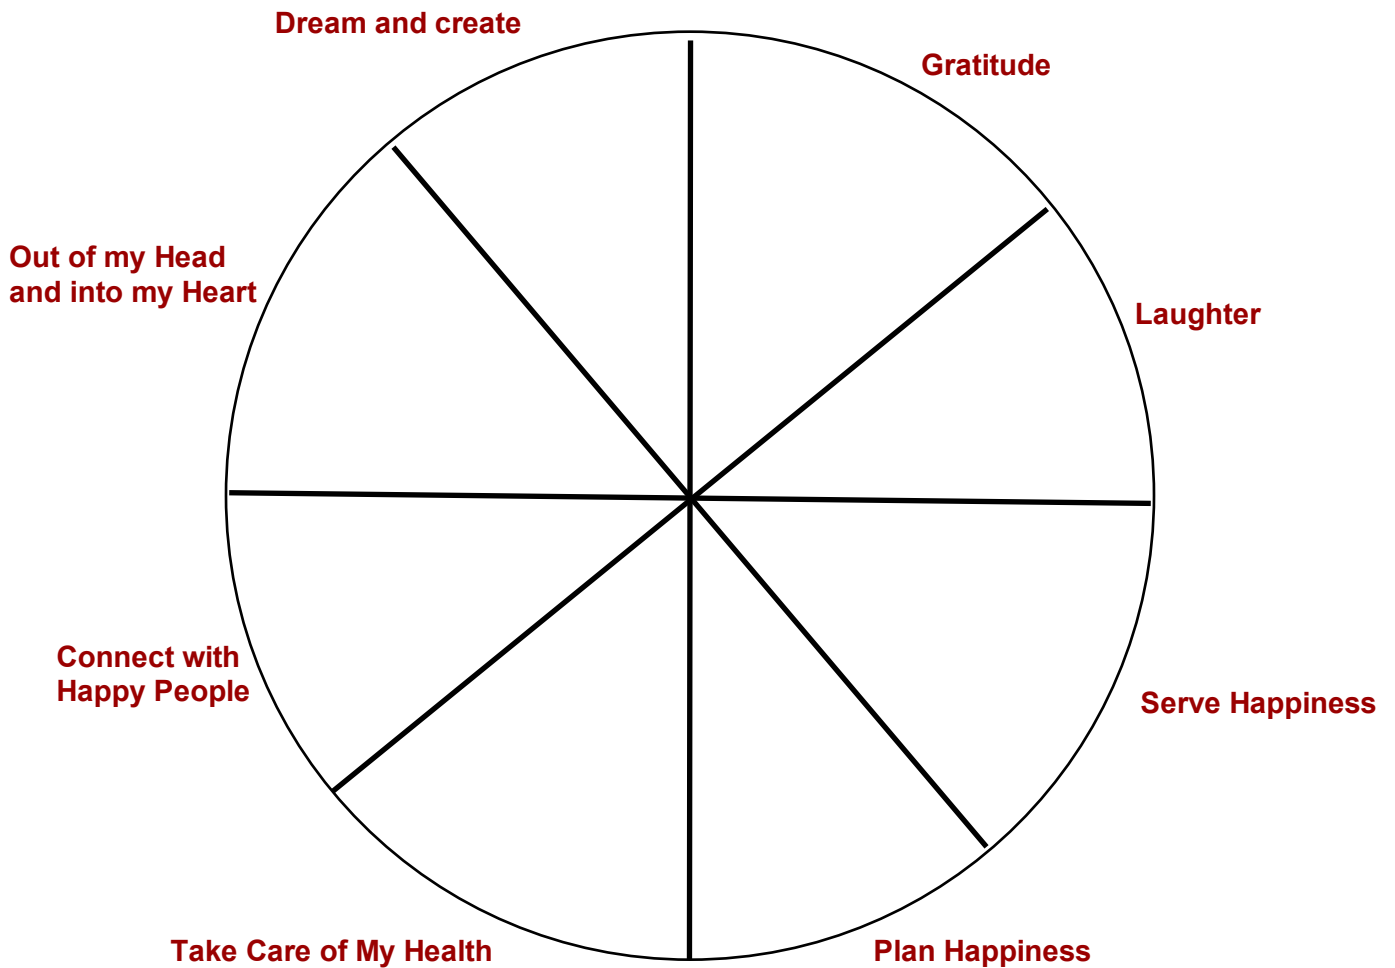 Dream and create
Gratitude
Out of my Head
and into my Heart
Laughter
Connect with
Happy People
Serve Happiness
Take Care of My Health
Plan Happiness